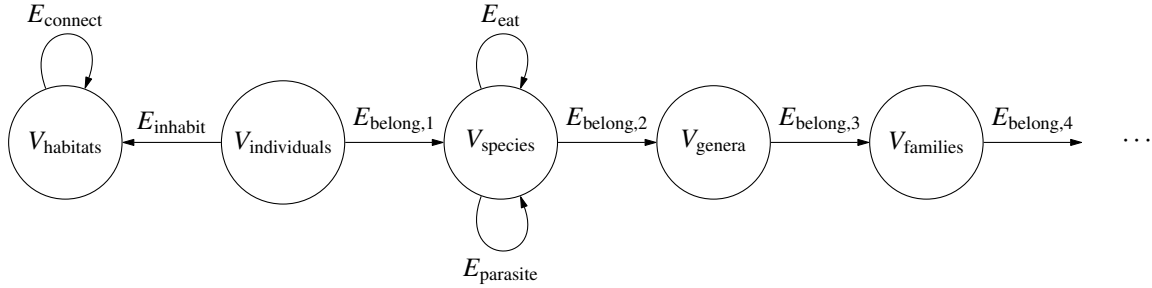 E_connect E_eat
E_inhabit E_belong,1 E_belong,2 E_belong,3 E_belong,4
V_habitats V_individuals V_species V_genera V_families ...
E_parasite